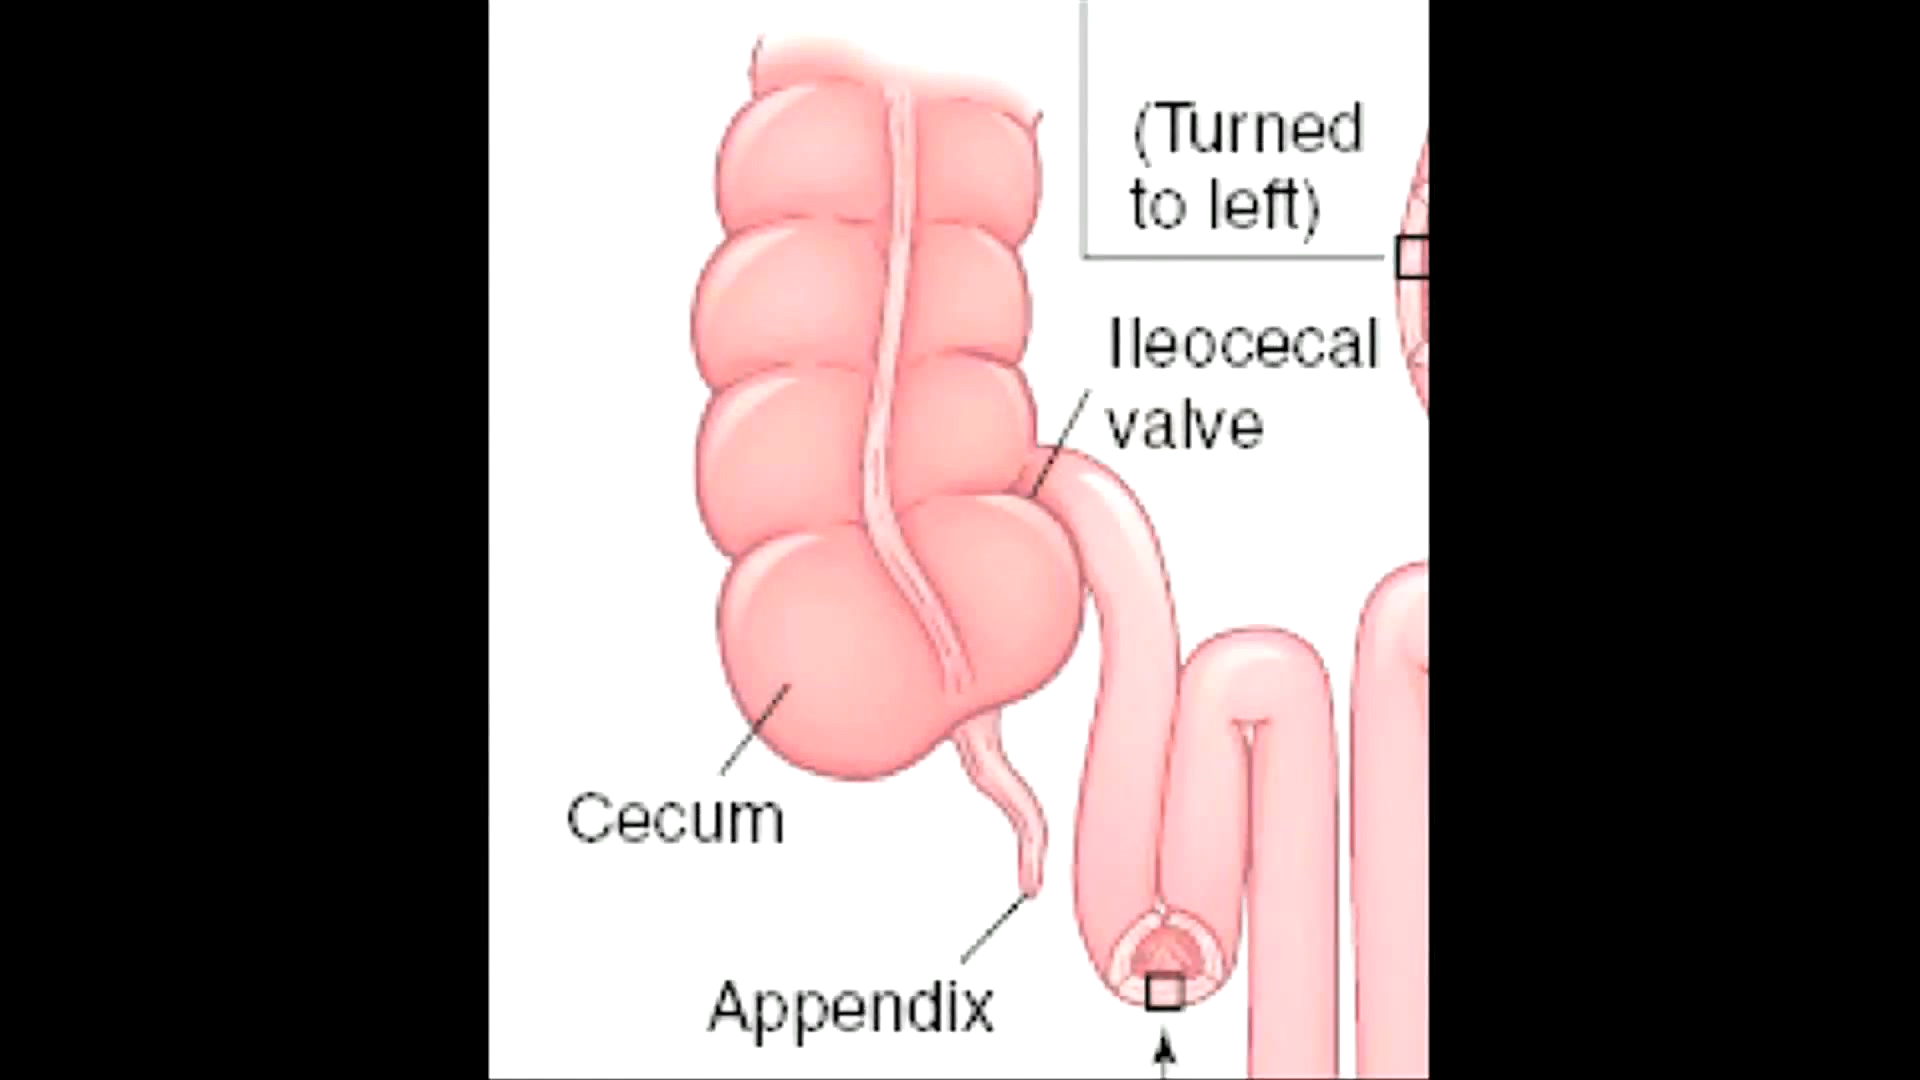 (Turned
to left)
Ileocecal
valve
Cecum
Appendix